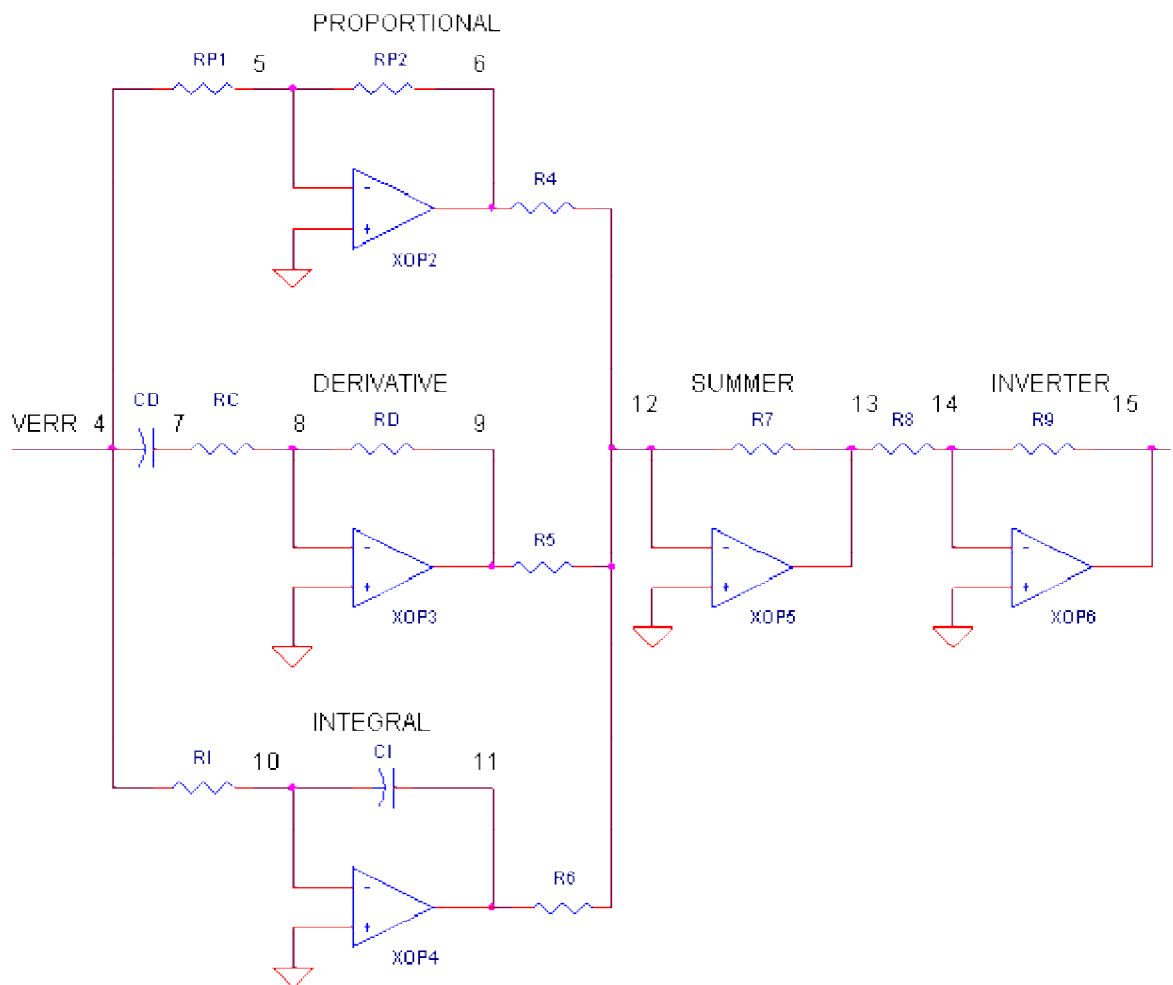 PROPORTIONAL
RP1 5 RP2 6
-
+
XOP2
R4
DERIVATIVE
VERR 4 CD 7 RC 8 RD 9
-
+
XOP3
R5
SUMMER
12 R7 13 R8 14
-
+
XOP5
INVERTER
R9 15
-
+
XOP6
INTEGRAL
RI 10 CI 11
-
+
XOP4
R6